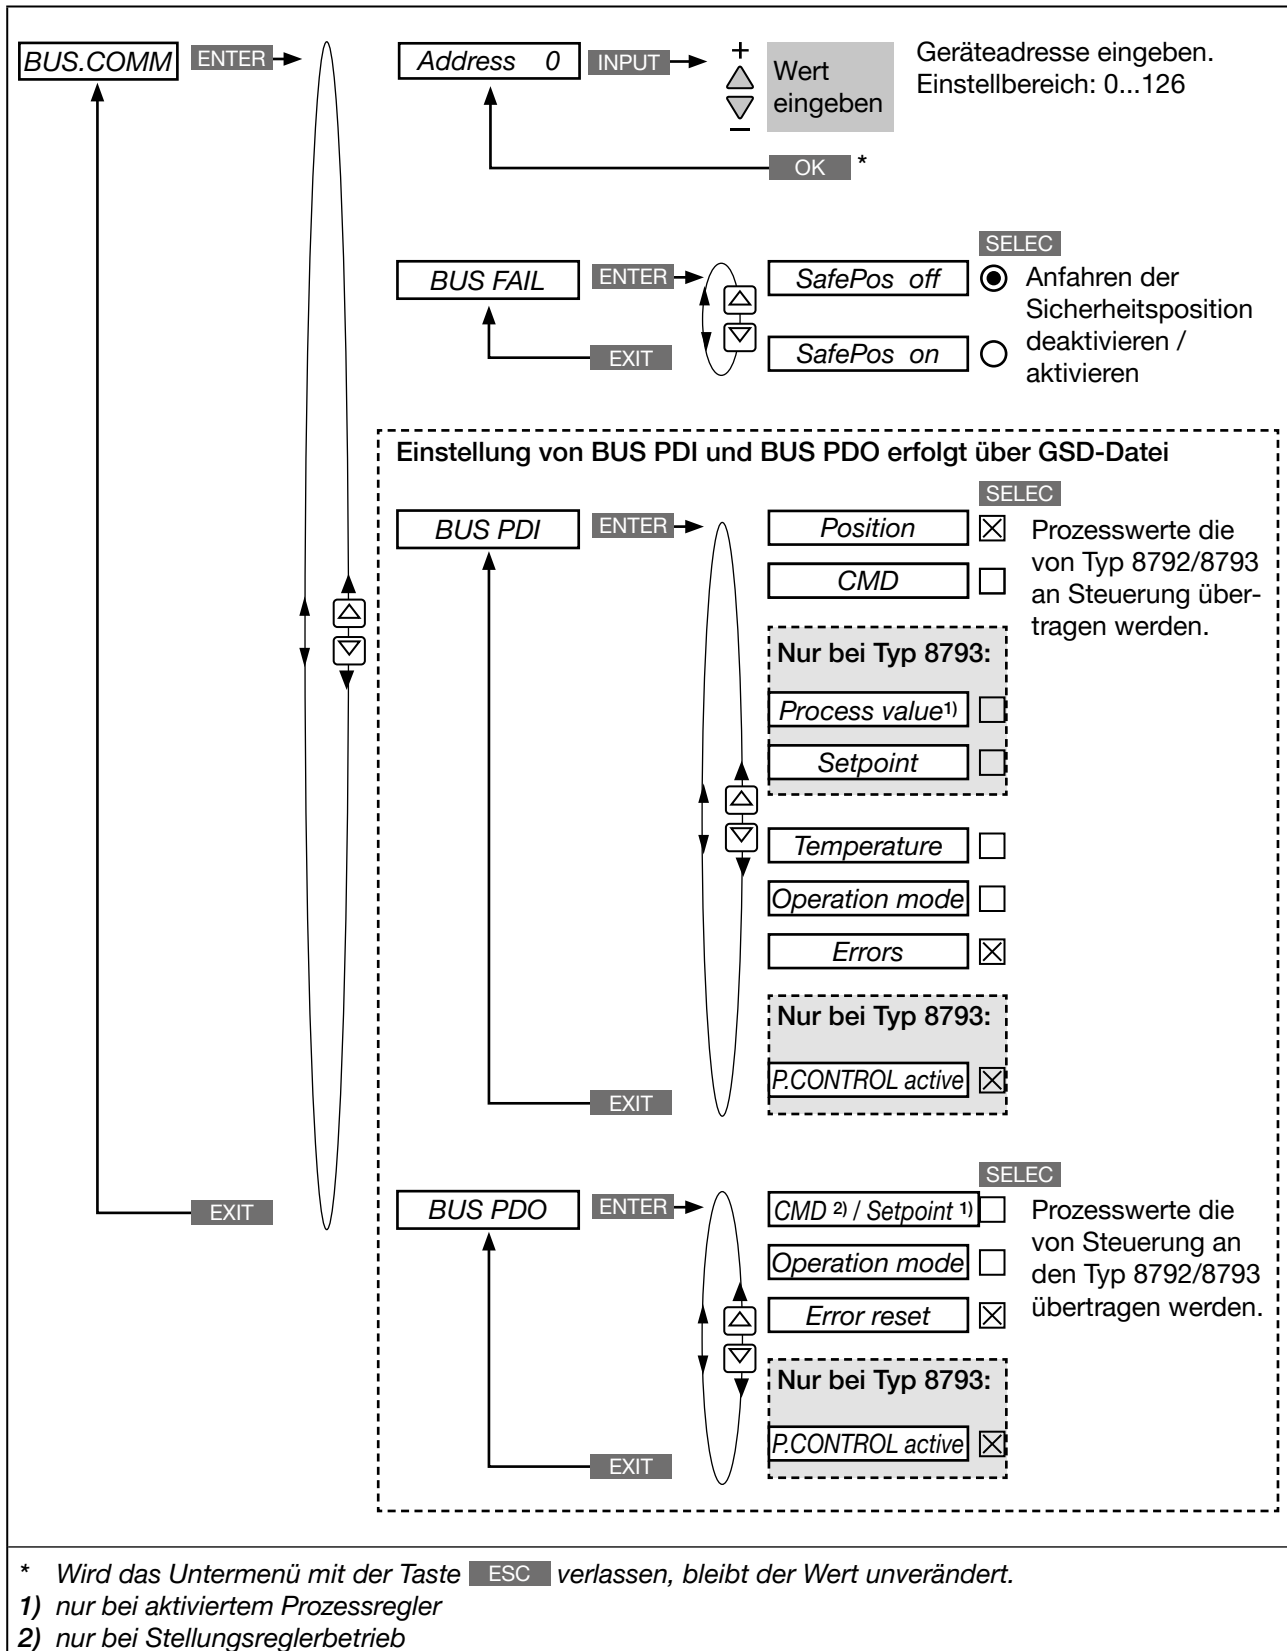 BUS.COMM ENTER
Address 0 INPUT
+
Wert
eingeben
–
Geräteadresse eingeben.
Einstellbereich: 0...126
OK *
SELEC
BUS FAIL ENTER
SafePos off
SafePos on
Anfahren der
Sicherheitsposition
deaktivieren /
aktivieren
EXIT
Einstellung von BUS PDI und BUS PDO erfolgt über GSD-Datei
SELEC
BUS PDI ENTER
Position
CMD
Prozesswerte die
von Typ 8792/8793
an Steuerung über-
tragen werden.
Nur bei Typ 8793:
Process value1)
Setpoint
Temperature
Operation mode
Errors
Nur bei Typ 8793:
P.CONTROL active
EXIT
SELEC
EXIT
BUS PDO ENTER
CMD 2) / Setpoint 1)
Operation mode
Error reset
Prozesswerte die
von Steuerung an
den Typ 8792/8793
übertragen werden.
Nur bei Typ 8793:
P.CONTROL active
EXIT
* Wird das Untermenü mit der Taste ESC verlassen, bleibt der Wert unverändert.
1) nur bei aktiviertem Prozessregler
2) nur bei Stellungsreglerbetrieb